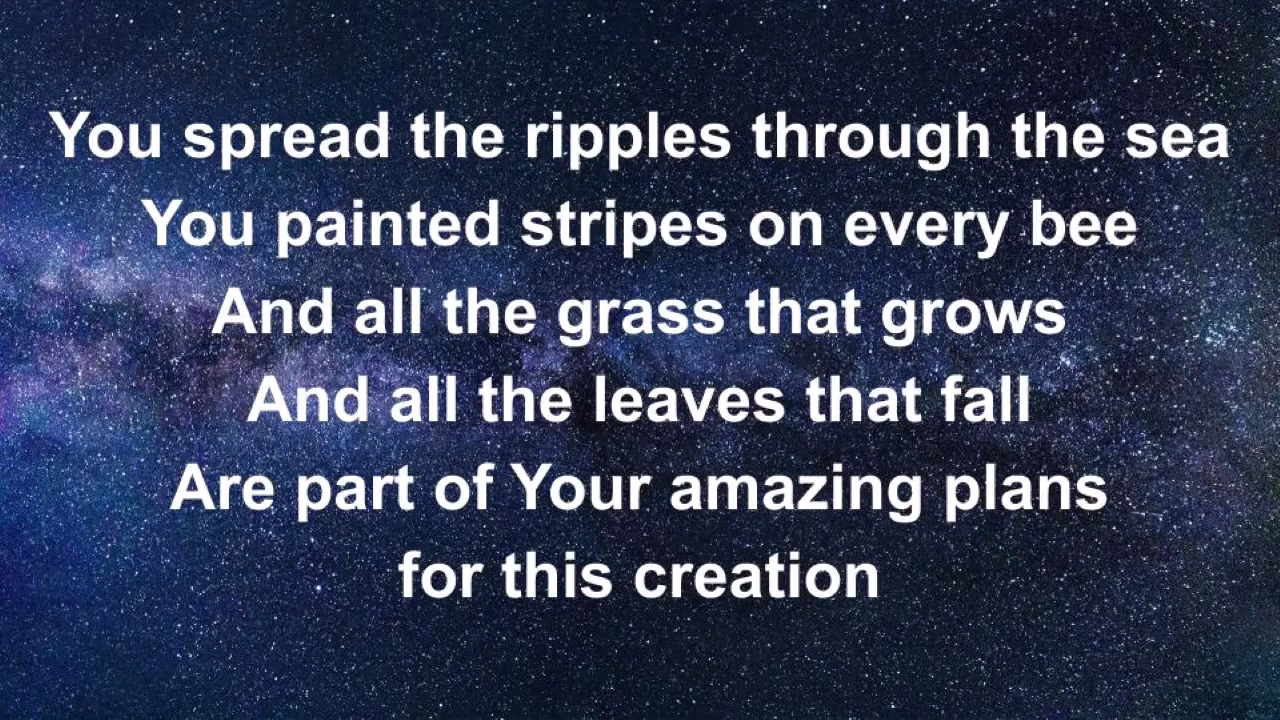 You spread the ripples through the sea
You painted stripes on every bee
And all the grass that grows
And all the leaves that fall
Are part of Your amazing plans
for this creation